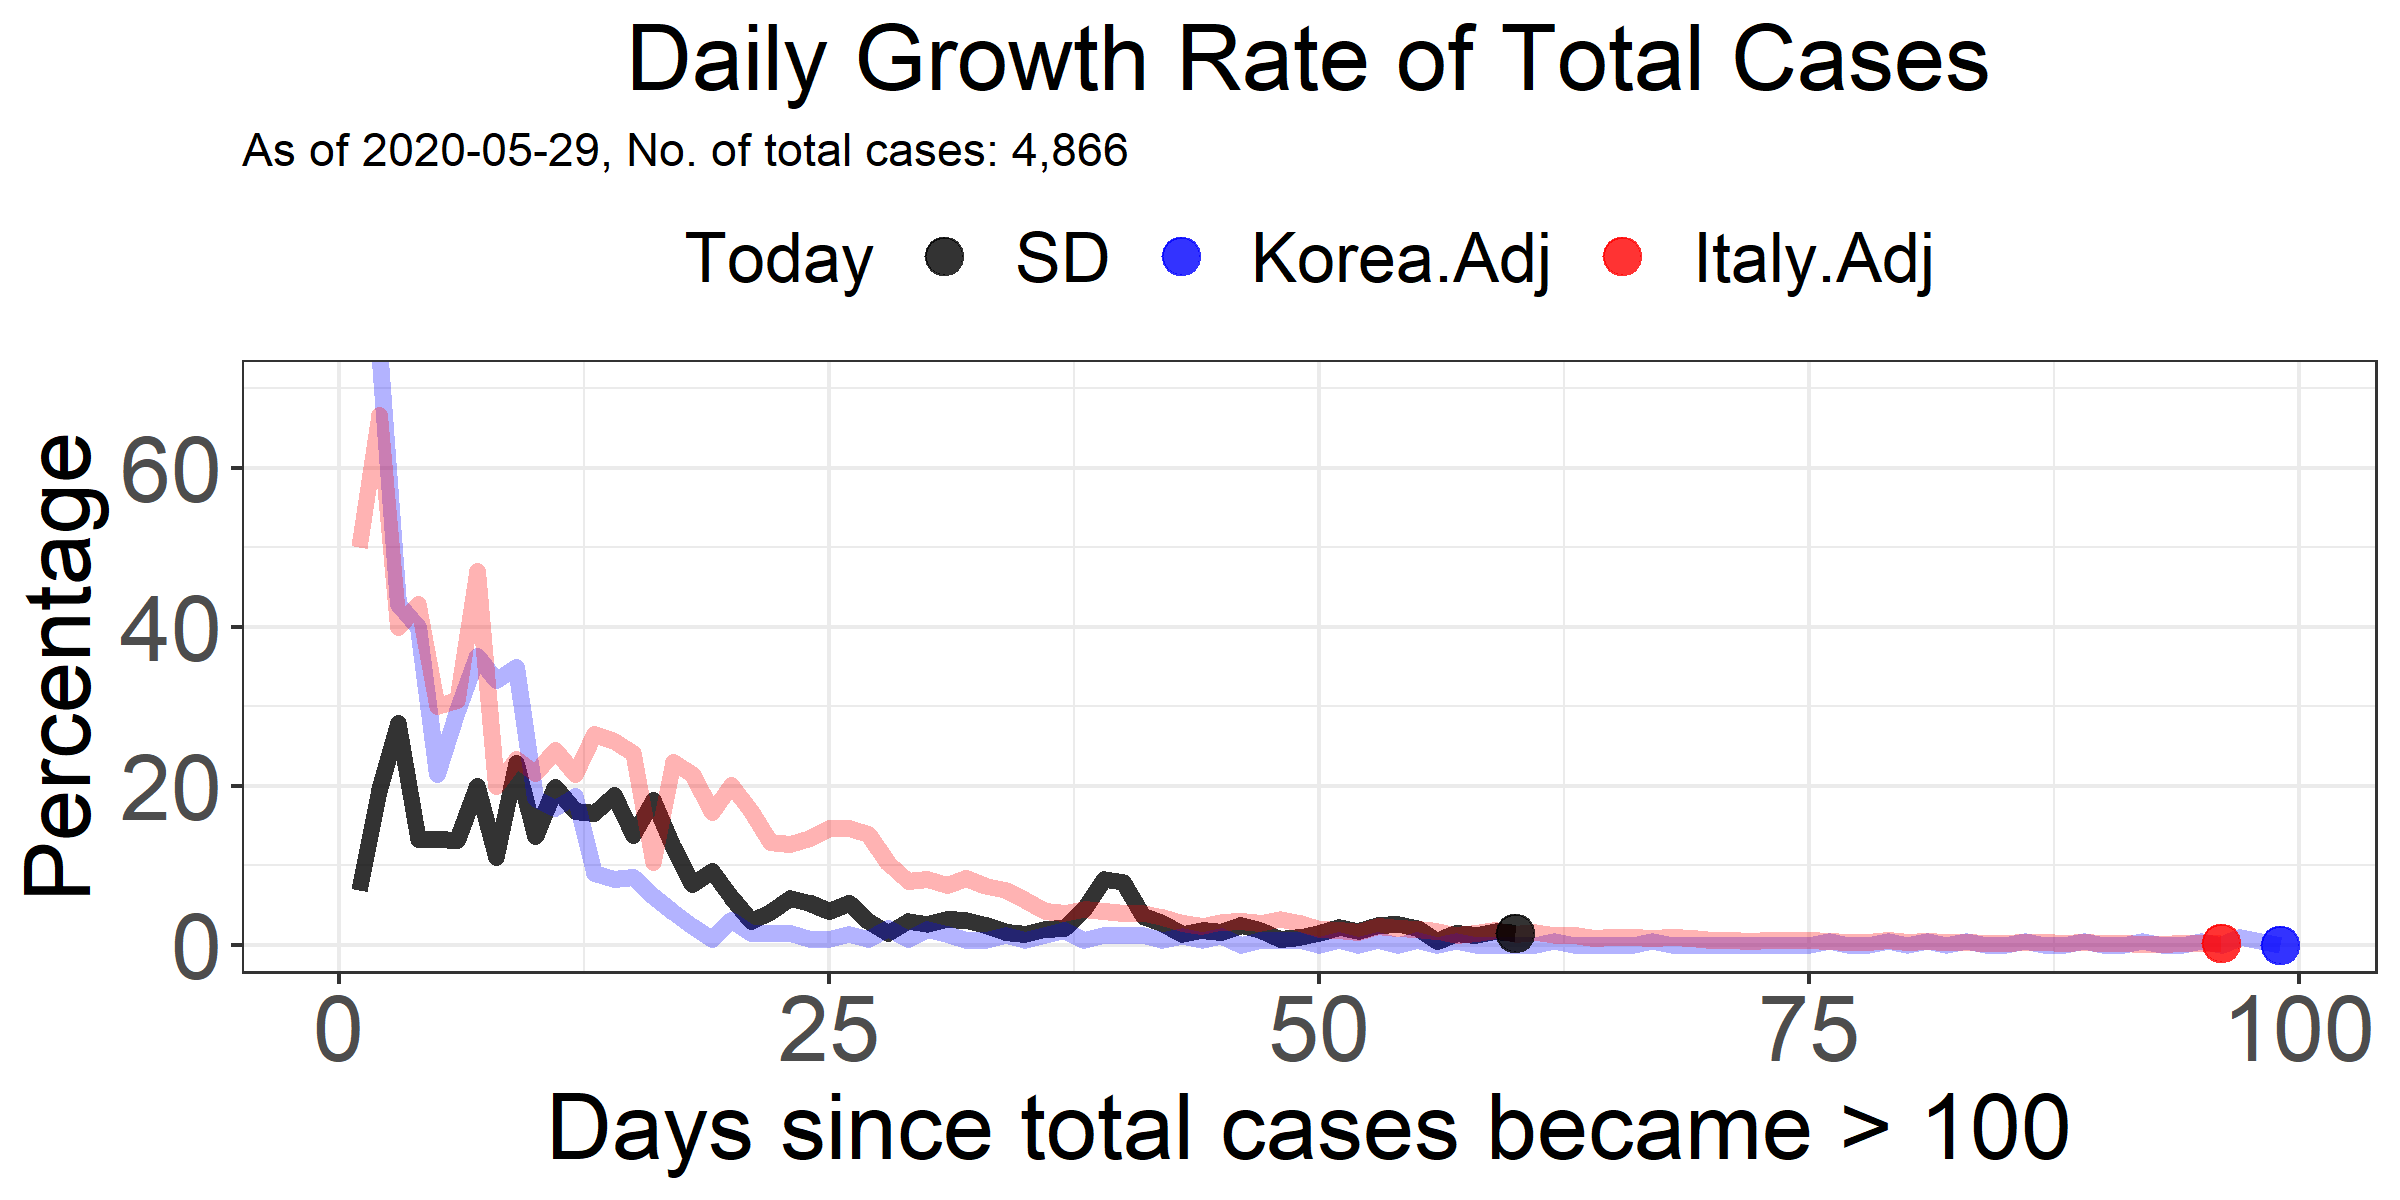 Daily Growth Rate of Total Cases
As of 2020-05-29, No. of total cases: 4,866
Today SD Korea.Adj Italy.Adj
Percentage
60
40
20
0
0 25 50 75 100
Days since total cases became > 100